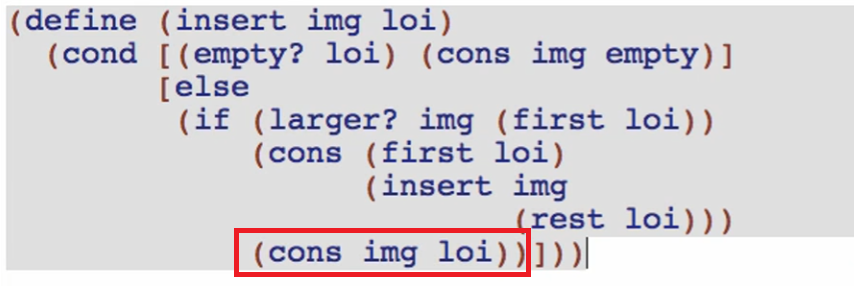 (define (insert img loi)
(cond [(empty? loi) (cons img empty)]
[else
(if (larger? img (first loi))
(cons (first loi)
(insert img
(rest loi)))
(cons img loi))]))